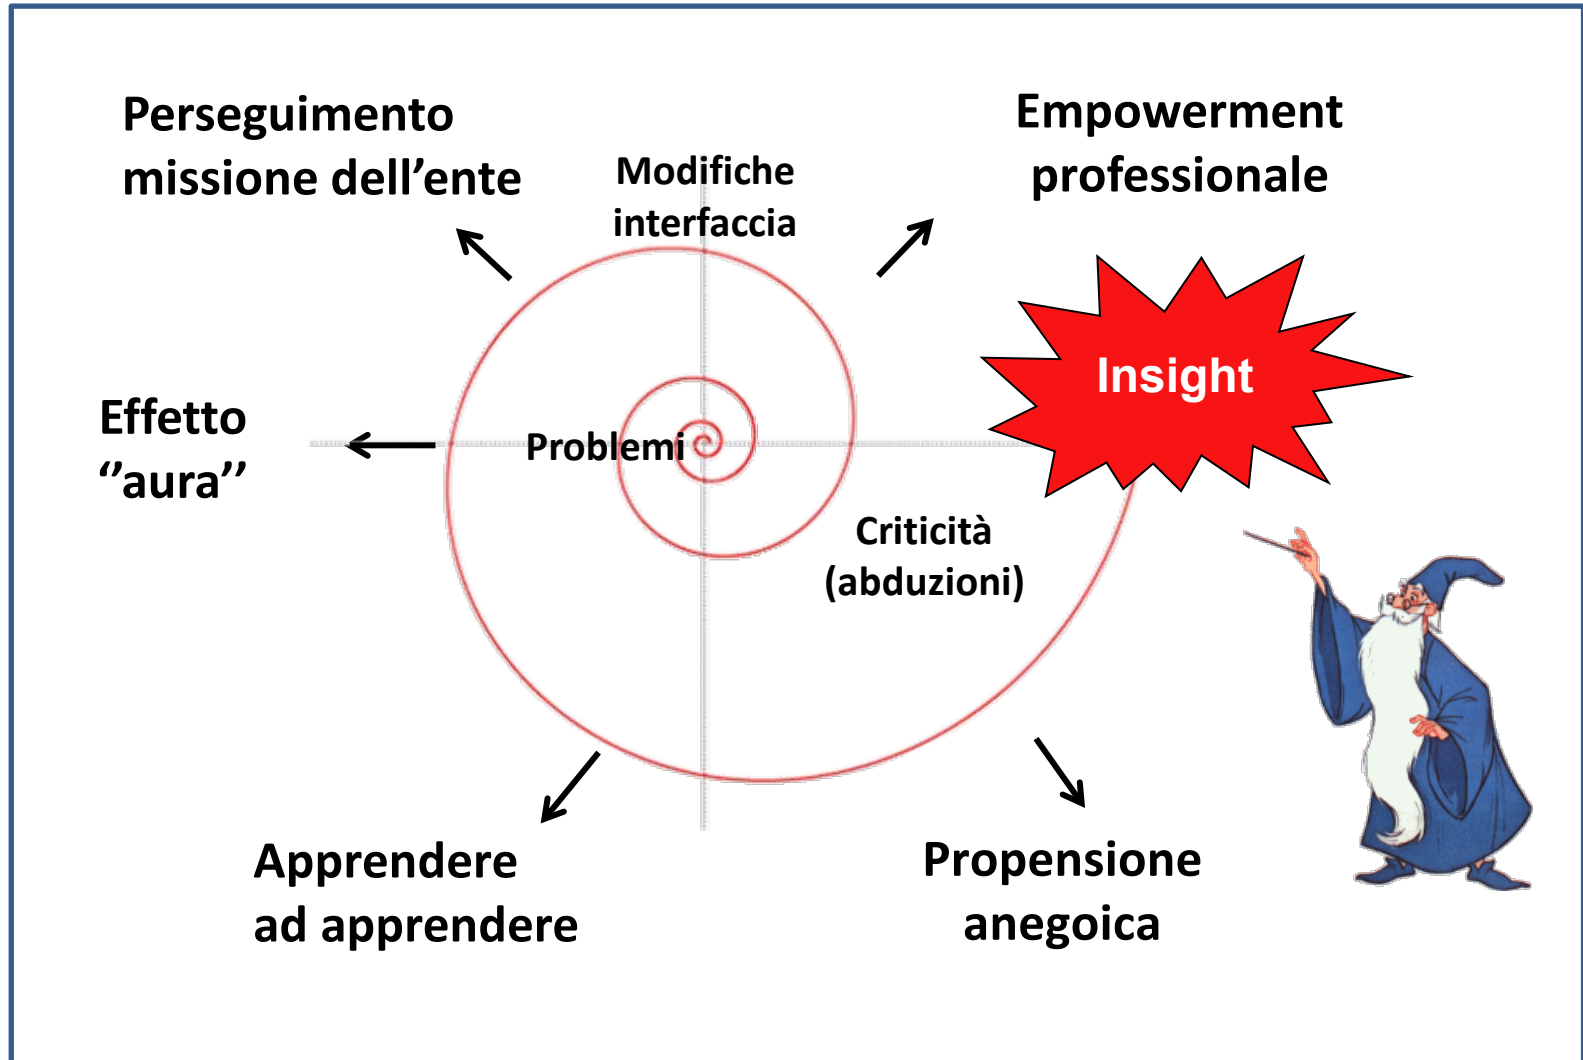 Perseguimento
missione dell’ente
Empowerment
professionale
Modifiche
interfaccia
Insight
Effetto
‘’aura’’
Problemi
Criticità
(abduzioni)
Apprendere
ad apprendere
Propensione
anegoica